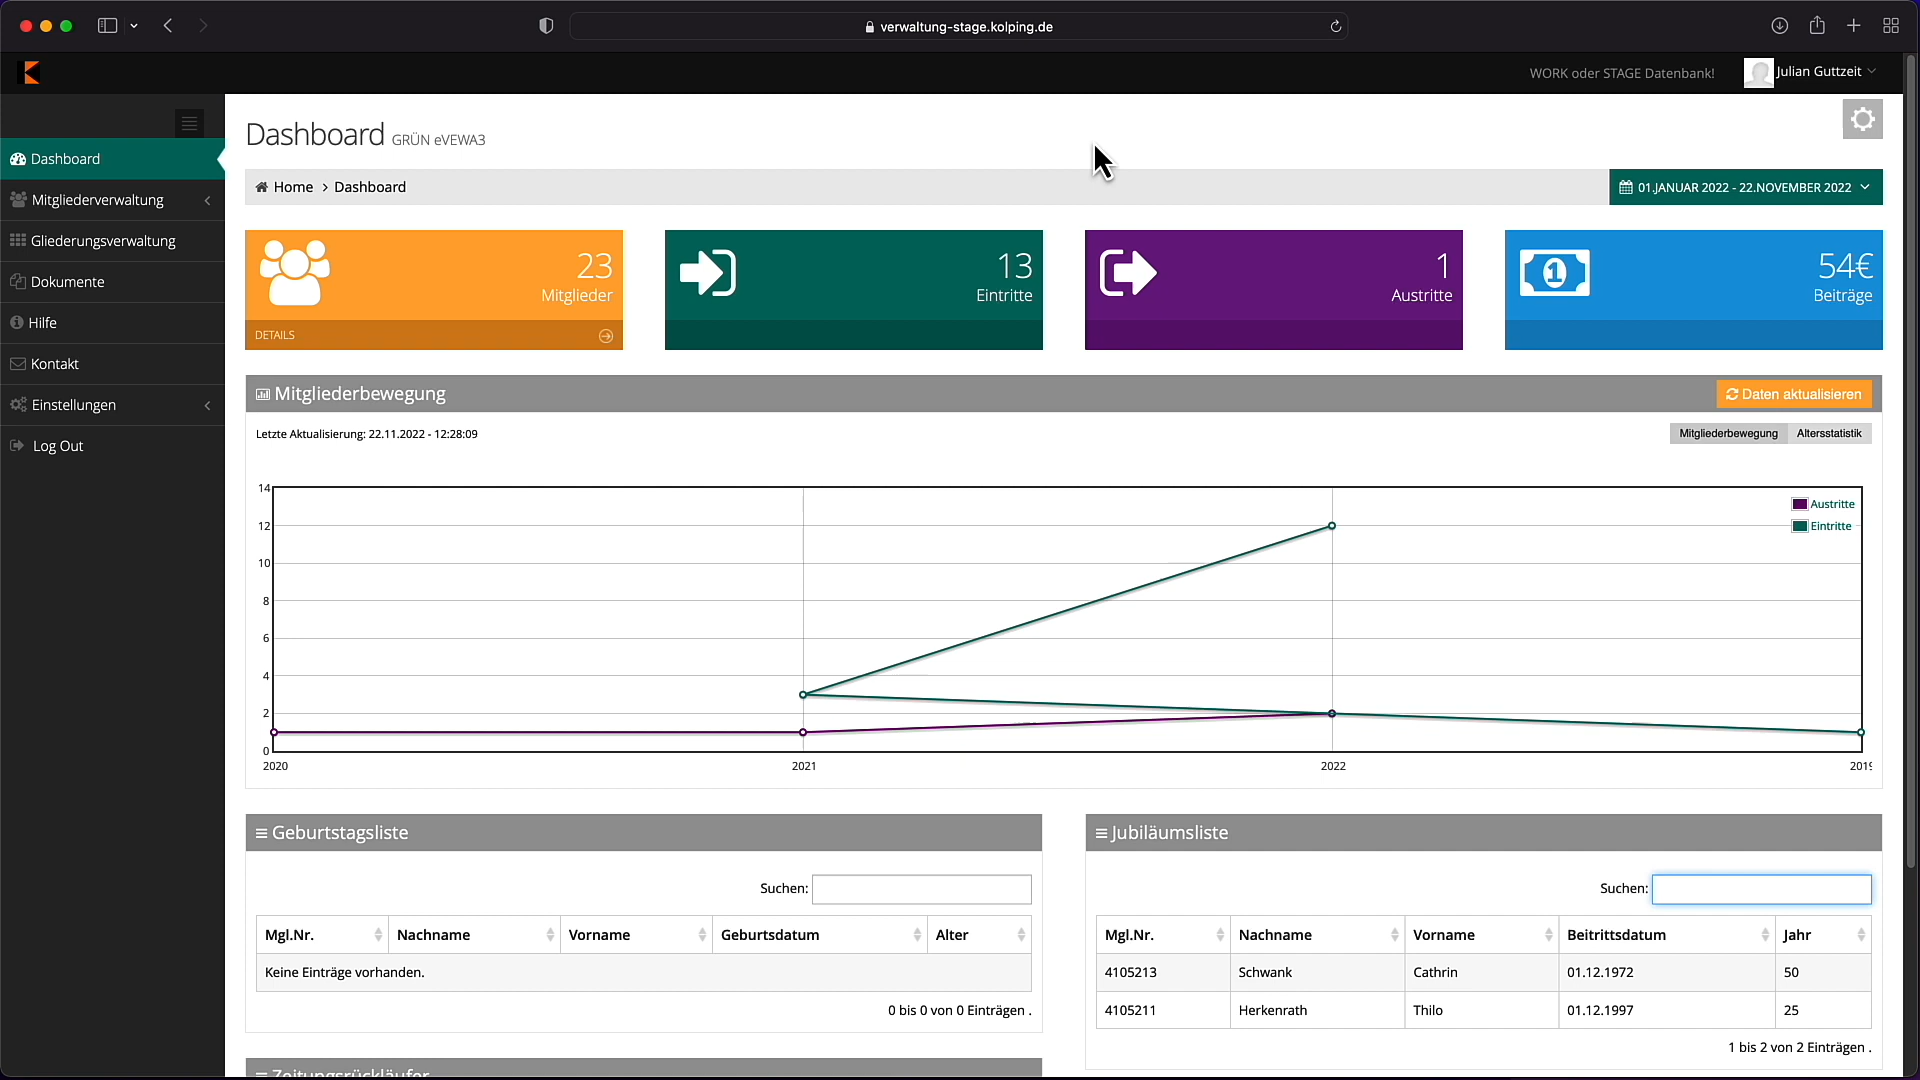 verwaltung-stage.kolping.de
WORK oder STAGE Datenbank!
Julian Guttzeit
Dashboard
Mitgliederverwaltung
Gliederungsverwaltung
Dokumente
Hilfe
Kontakt
Einstellungen
Log Out
Dashboard GRÜN eVEWA3
Home > Dashboard
01.JANUAR 2022 - 22.NOVEMBER 2022
23
Mitglieder
DETAILS
13
Eintritte
1
Austritte
1
54€
Beiträge
Mitgliederbewegung
Daten aktualisieren
Letzte Aktualisierung: 22.11.2022 - 12:28:09
Mitgliederbewegung Altersstatistik
14
12
10
8
6
4
2
0
Austritte
Eintritte
2020 2021 2022 2019
Geburtstagsliste
Suchen:
Mgl.Nr. Nachname Vorname Geburtsdatum Alter
Keine Einträge vorhanden.
0 bis 0 von 0 Einträgen .
Jubiläumsliste
Suchen:
Mgl.Nr. Nachname Vorname Beitrittsdatum Jahr
4105213 Schwank Cathrin 01.12.1972 50
4105211 Herkenrath Thilo 01.12.1997 25
1 bis 2 von 2 Einträgen .
Zeitungsrückläufer